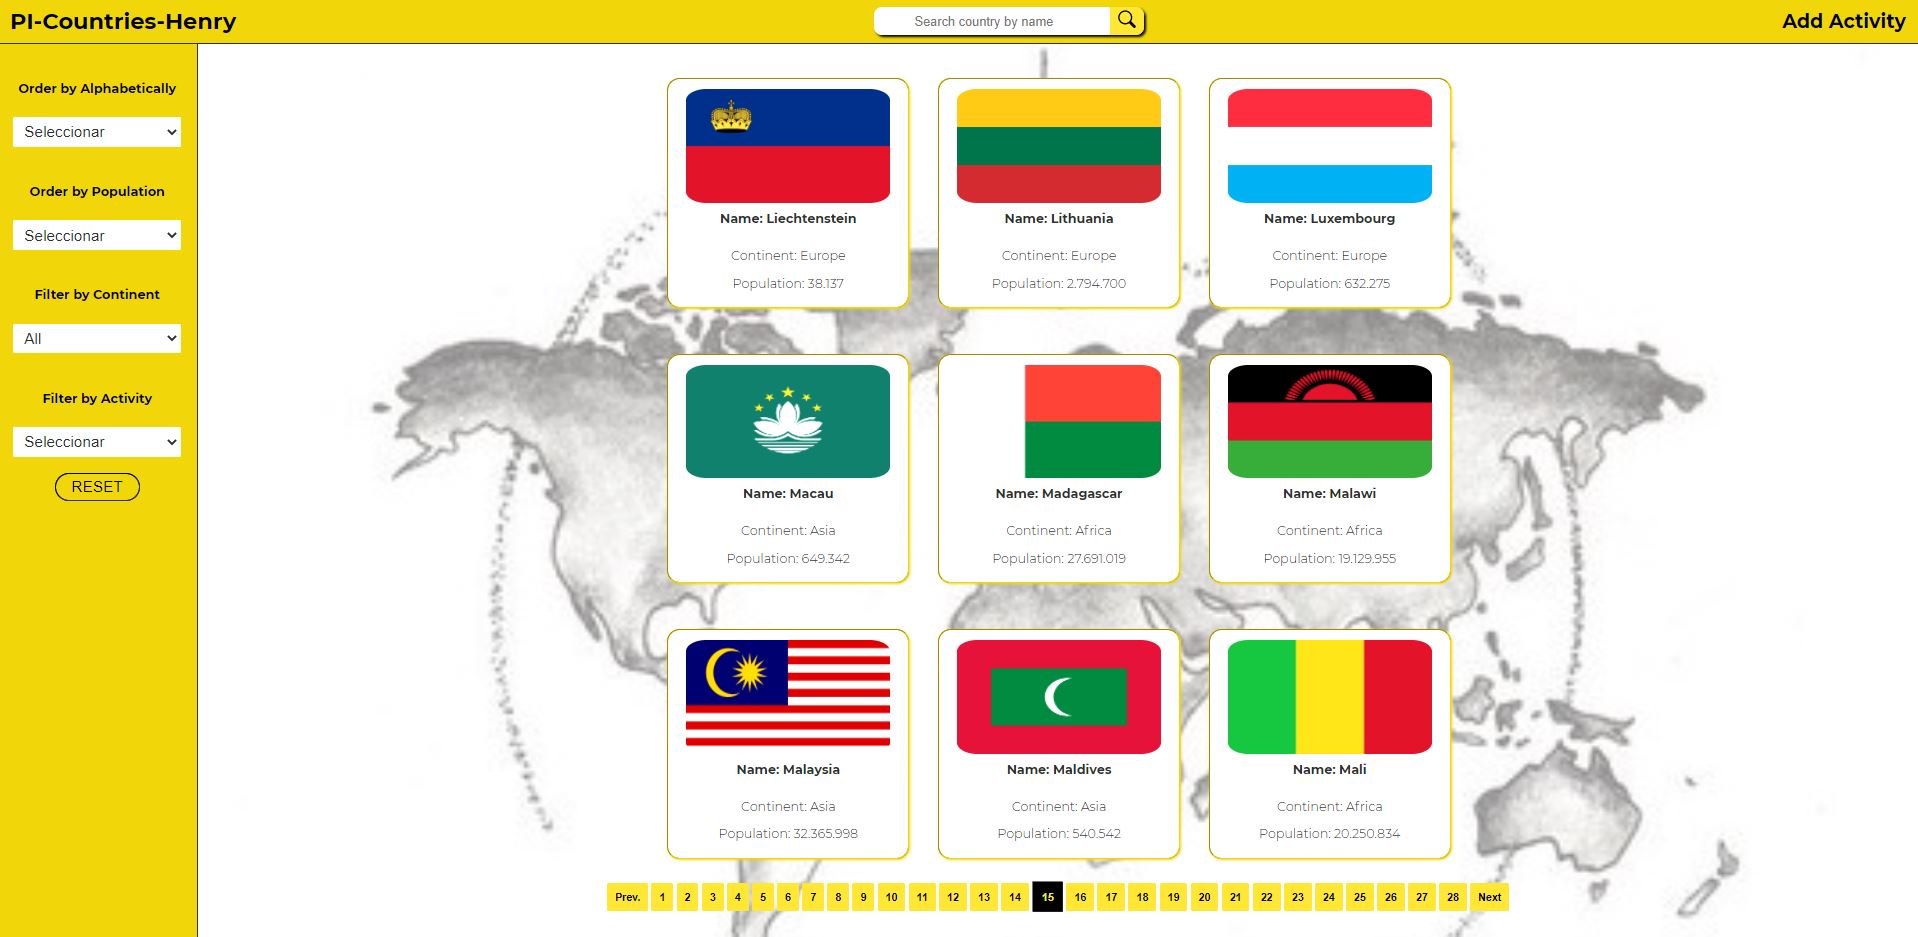 PI-Countries-Henry
Search country by name
Add Activity
Order by Alphabetically
Seleccionar
Order by Population
Seleccionar
Filter by Continent
All
Filter by Activity
Seleccionar
RESET
Name: Liechtenstein
Continent: Europe
Population: 38.137
Name: Lithuania
Continent: Europe
Population: 2.794.700
Name: Luxembourg
Continent: Europe
Population: 632.275
Name: Macau
Continent: Asia
Population: 649.342
Name: Madagascar
Continent: Africa
Population: 27.691.019
Name: Malawi
Continent: Africa
Population: 19.129.955
Name: Malaysia
Continent: Asia
Population: 32.365.998
Name: Maldives
Continent: Asia
Population: 540.542
Name: Mali
Continent: Africa
Population: 20.250.834
Prev. 1 2 3 4 5 6 7 8 9 10 11 12 13 14 15 16 17 18 19 20 21 22 23 24 25 26 27 28 Next